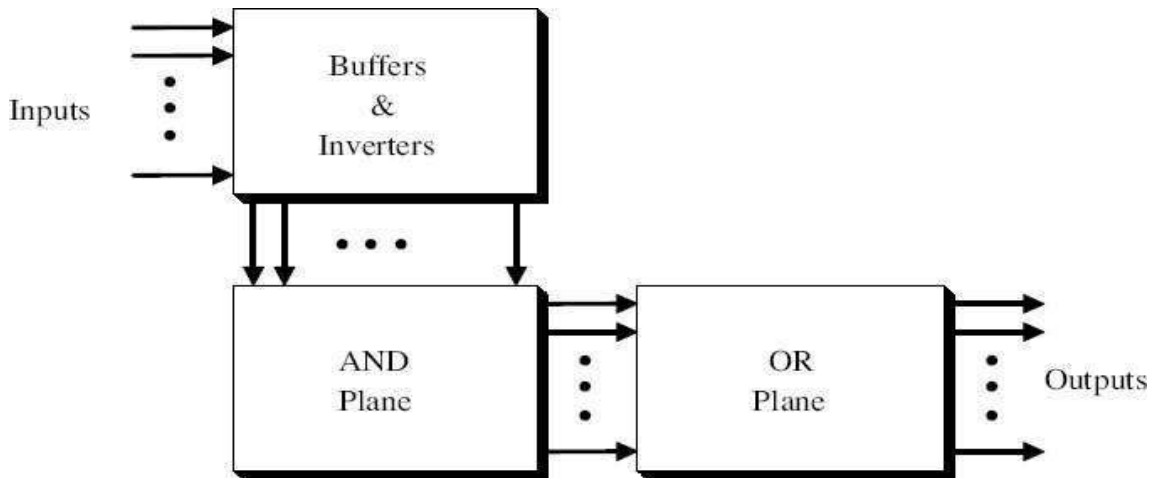 Inputs
Buffers
&
Inverters
AND
Plane
OR
Plane
Outputs